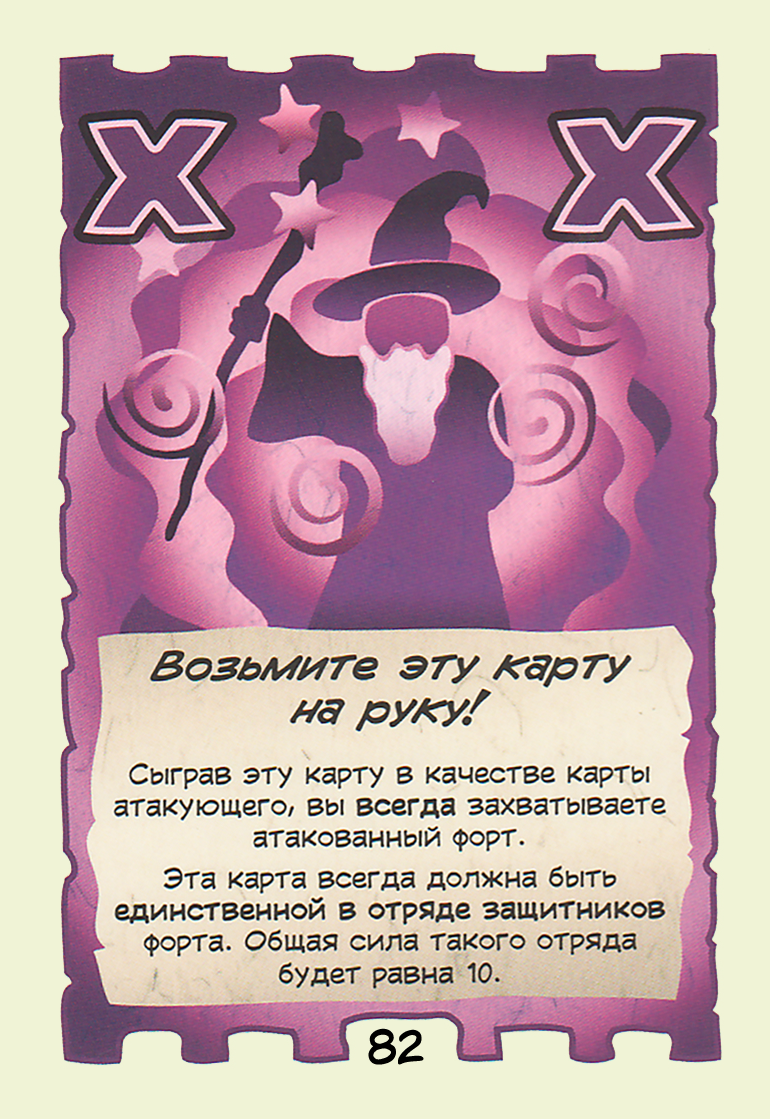 X X
Возьмите эту карту
на руку!
Сыграв эту карту в качестве карты
атакующего, вы всегда захватываете
атакованный форт.
Эта карта всегда должна быть
единственной в отряде защитников
форта. Общая сила такого отряда
будет равна 10.
82